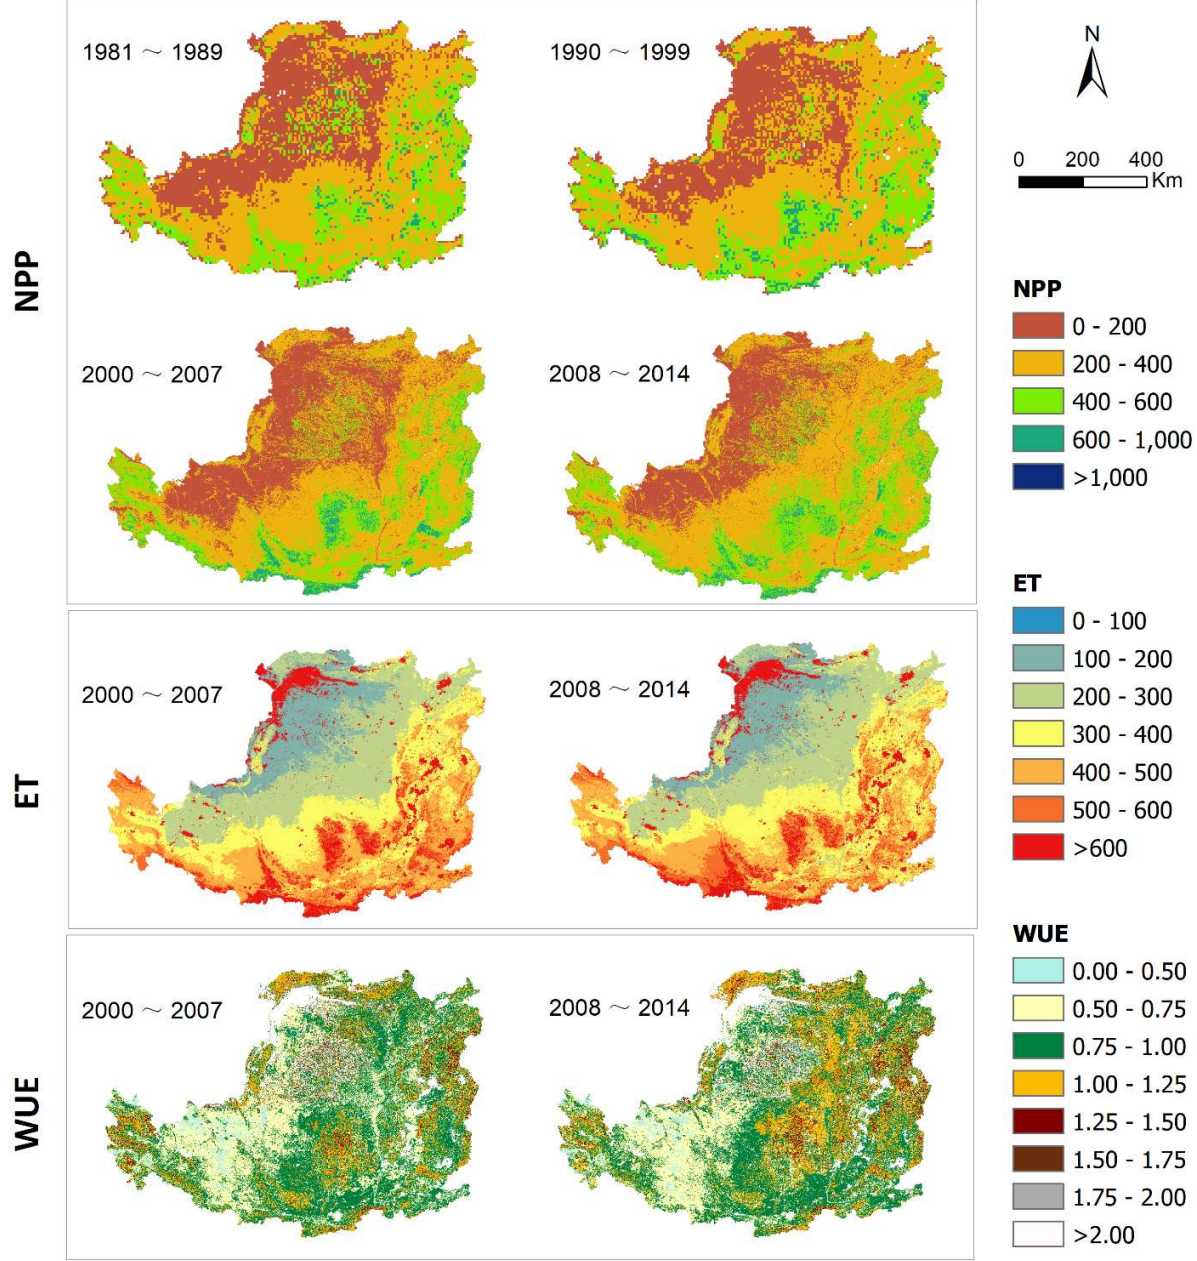 1981 ～ 1989
1990 ～ 1999
N
0 200 400
Km
NPP
2000 ～ 2007
2008 ～ 2014
NPP
0 - 200
200 - 400
400 - 600
600 - 1,000
>1,000
ET
2000 ～ 2007
2008 ～ 2014
ET
0 - 100
100 - 200
200 - 300
300 - 400
400 - 500
500 - 600
>600
WUE
2000 ～ 2007
2008 ～ 2014
WUE
0.00 - 0.50
0.50 - 0.75
0.75 - 1.00
1.00 - 1.25
1.25 - 1.50
1.50 - 1.75
1.75 - 2.00
>2.00